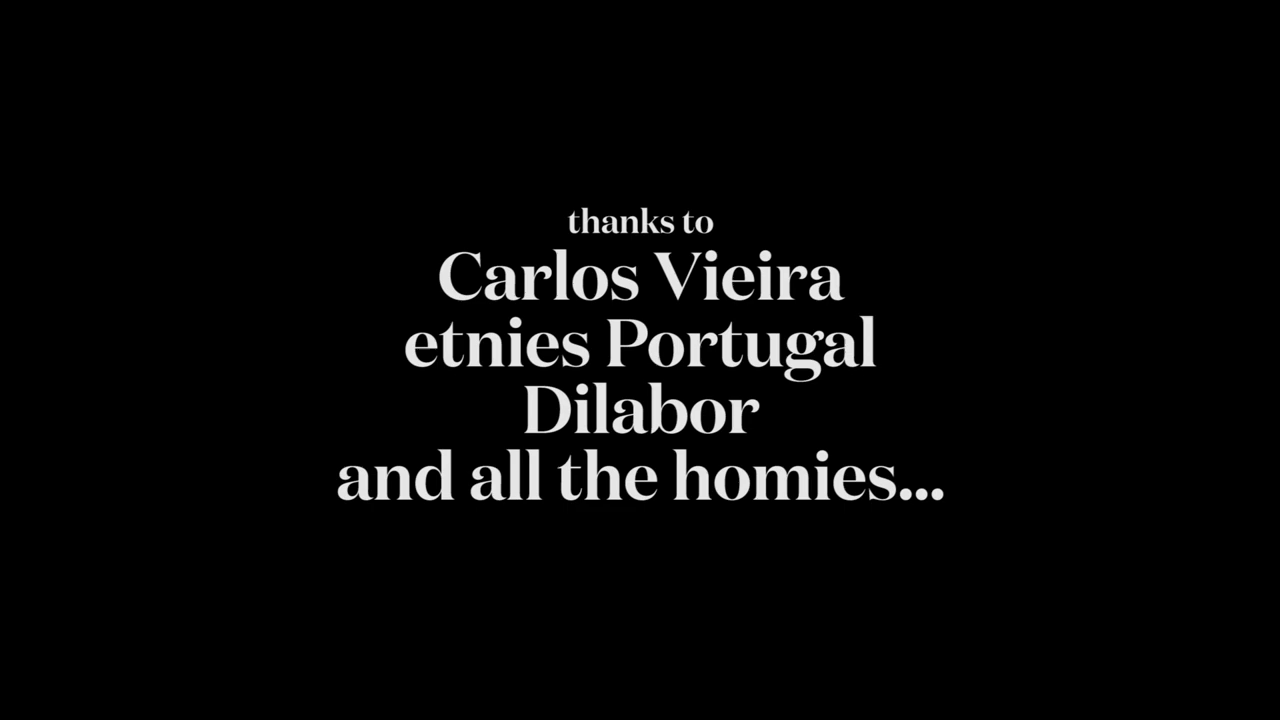 thanks to
Carlos Vieira
etnies Portugal
Dilabor
and all the homies...